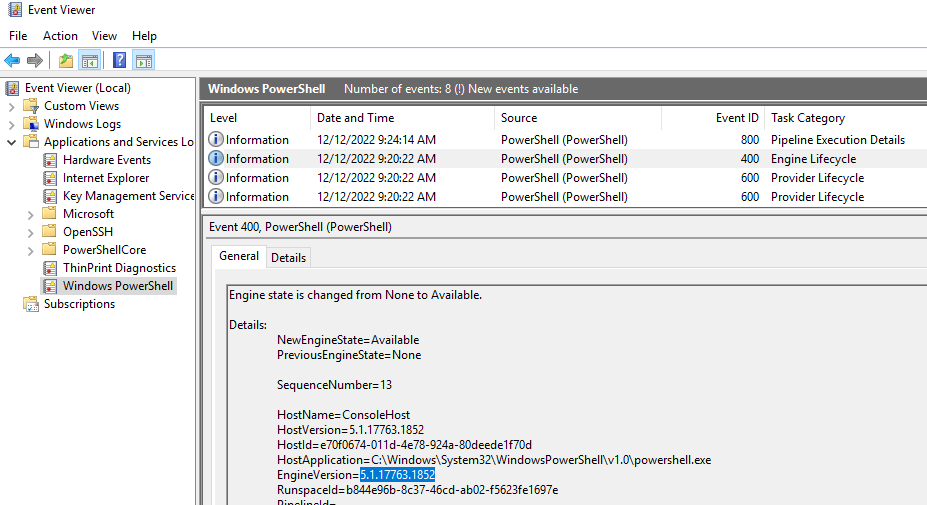 Event Viewer
File Action View Help
Event Viewer (Local)
Custom Views
Windows Logs
Applications and Services Lo
Hardware Events
Internet Explorer
Key Management Service
Microsoft
OpenSSH
PowerShellCore
ThinPrint Diagnostics
Windows PowerShell
Subscriptions
Windows PowerShell Number of events: 8 (!) New events available
Level Date and Time Source Event ID Task Category
Information 12/12/2022 9:24:14 AM PowerShell (PowerShell) 800 Pipeline Execution Details
Information 12/12/2022 9:20:22 AM PowerShell (PowerShell) 400 Engine Lifecycle
Information 12/12/2022 9:20:22 AM PowerShell (PowerShell) 600 Provider Lifecycle
Information 12/12/2022 9:20:22 AM PowerShell (PowerShell) 600 Provider Lifecycle
Event 400, PowerShell (PowerShell)
General Details
Engine state is changed from None to Available.
Details:
NewEngineState=Available
PreviousEngineState=None
SequenceNumber=13
HostName=ConsoleHost
HostVersion=5.1.17763.1852
HostId=e70f0674-011d-4e78-924a-80deede1f70d
HostApplication=C:\Windows\System32\WindowsPowerShell\v1.0\powershell.exe
EngineVersion=5.1.17763.1852
RunspaceId=b844e96b-8c37-46cd-ab02-f5623fe1697e
PipelineId=